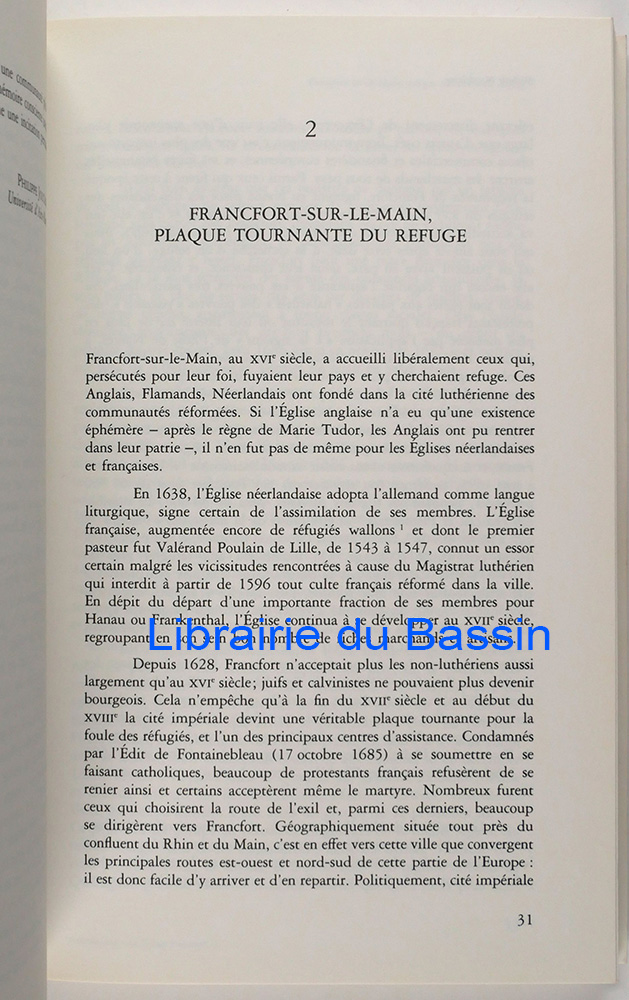 une communauté
PHILIPPE
Université d'
2
FRANCFORT-SUR-LE-MAIN,
PLAQUE TOURNANTE DU REFUGE
Francfort-sur-le-Main, au XVIe siècle, a accueilli libéralement ceux qui,
persécutés pour leur foi, fuyaient leur pays et y cherchaient refuge. Ces
Anglais, Flamands, Néerlandais ont fondé dans la cité luthérienne des
communautés réformées. Si l'Église anglaise n'a eu qu'une existence
éphémère – après le règne de Marie Tudor, les Anglais ont pu rentrer
dans leur patrie –, il n'en fut pas de même pour les Églises néerlandaises
et françaises.
En 1638, l'Église néerlandaise adopta l'allemand comme langue
liturgique, signe certain de l'assimilation de ses membres. L'Église
française, augmentée encore de réfugiés wallons 1 et dont le premier
pasteur fut Valérand Poulain de Lille, de 1543 à 1547, connut un essor
certain malgré les vicissitudes rencontrées à cause du Magistrat luthérien
qui interdit à partir de 1596 tout culte français réformé dans la ville.
En dépit du départ d'une importante fraction de ses membres pour
Hanau ou Frankenthal, l'Église continua à se développer au XVIIe siècle,
regroupant en son sein bon nombre de riches marchands et artisans.
Librairie du Bassin
Depuis 1628, Francfort n'acceptait plus les non-luthériens aussi
largement qu'au XVIe siècle ; juifs et calvinistes ne pouvaient plus devenir
bourgeois. Cela n'empêche qu'à la fin du XVIIe siècle et au début du
XVIIIe la cité impériale devint une véritable plaque tournante pour la
foule des réfugiés, et l'un des principaux centres d'assistance. Condamnés
par l'Édit de Fontainebleau (17 octobre 1685) à se soumettre en se
faisant catholiques, beaucoup de protestants français refusèrent de se
renier ainsi et certains acceptèrent même le martyre. Nombreux furent
ceux qui choisirent la route de l'exil et, parmi ces derniers, beaucoup
se dirigèrent vers Francfort. Géographiquement située tout près du
confluent du Rhin et du Main, c'est en effet vers cette ville que convergent
les principales routes est-ouest et nord-sud de cette partie de l'Europe :
il est donc facile d'y arriver et d'en repartir. Politiquement, cité impériale
31